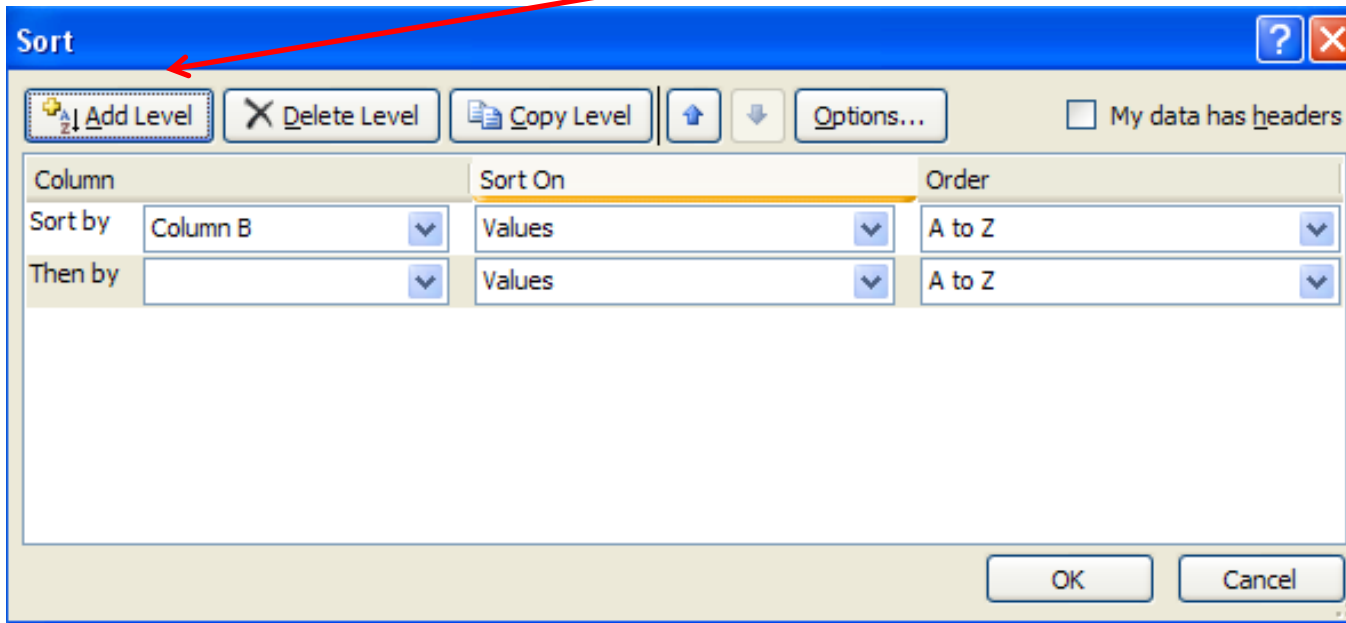 Sort
Add Level Delete Level Copy Level Options... My data has headers
Column Sort On Order
Sort by Column B Values A to Z
Then by Values A to Z
OK Cancel